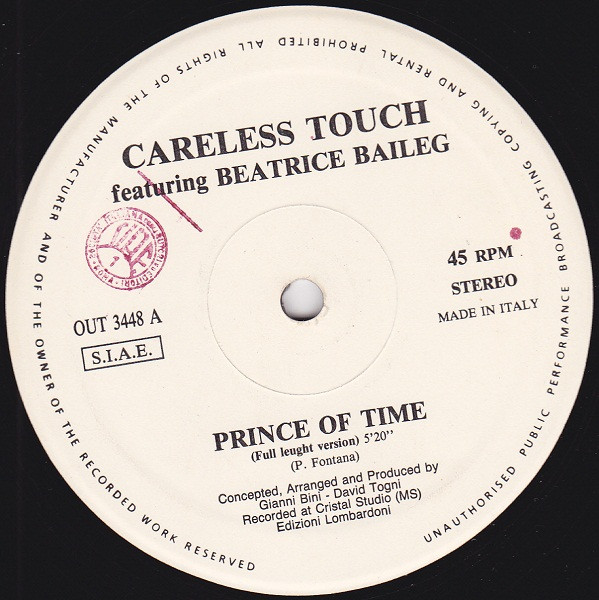 CARELESS TOUCH
featuring BEATRICE BAILEG
45 RPM
STEREO
MADE IN ITALY
OUT 3448 A
S.I.A.E.
PRINCE OF TIME
(Full leught version) 5'20"
(P. Fontana)
Concepted, Arranged and Produced by
Gianni Bini - David Togni
Recorded at Cristal Studio (MS)
Edizioni Lombardoni
ALL RIGHTS OF THE MANUFACTURER AND OF THE OWNER OF THE RECORDED WORK RESERVED
UNAUTHORISED PUBLIC PERFORMANCE BROADCASTING COPYING AND RENTAL PROHIBITED